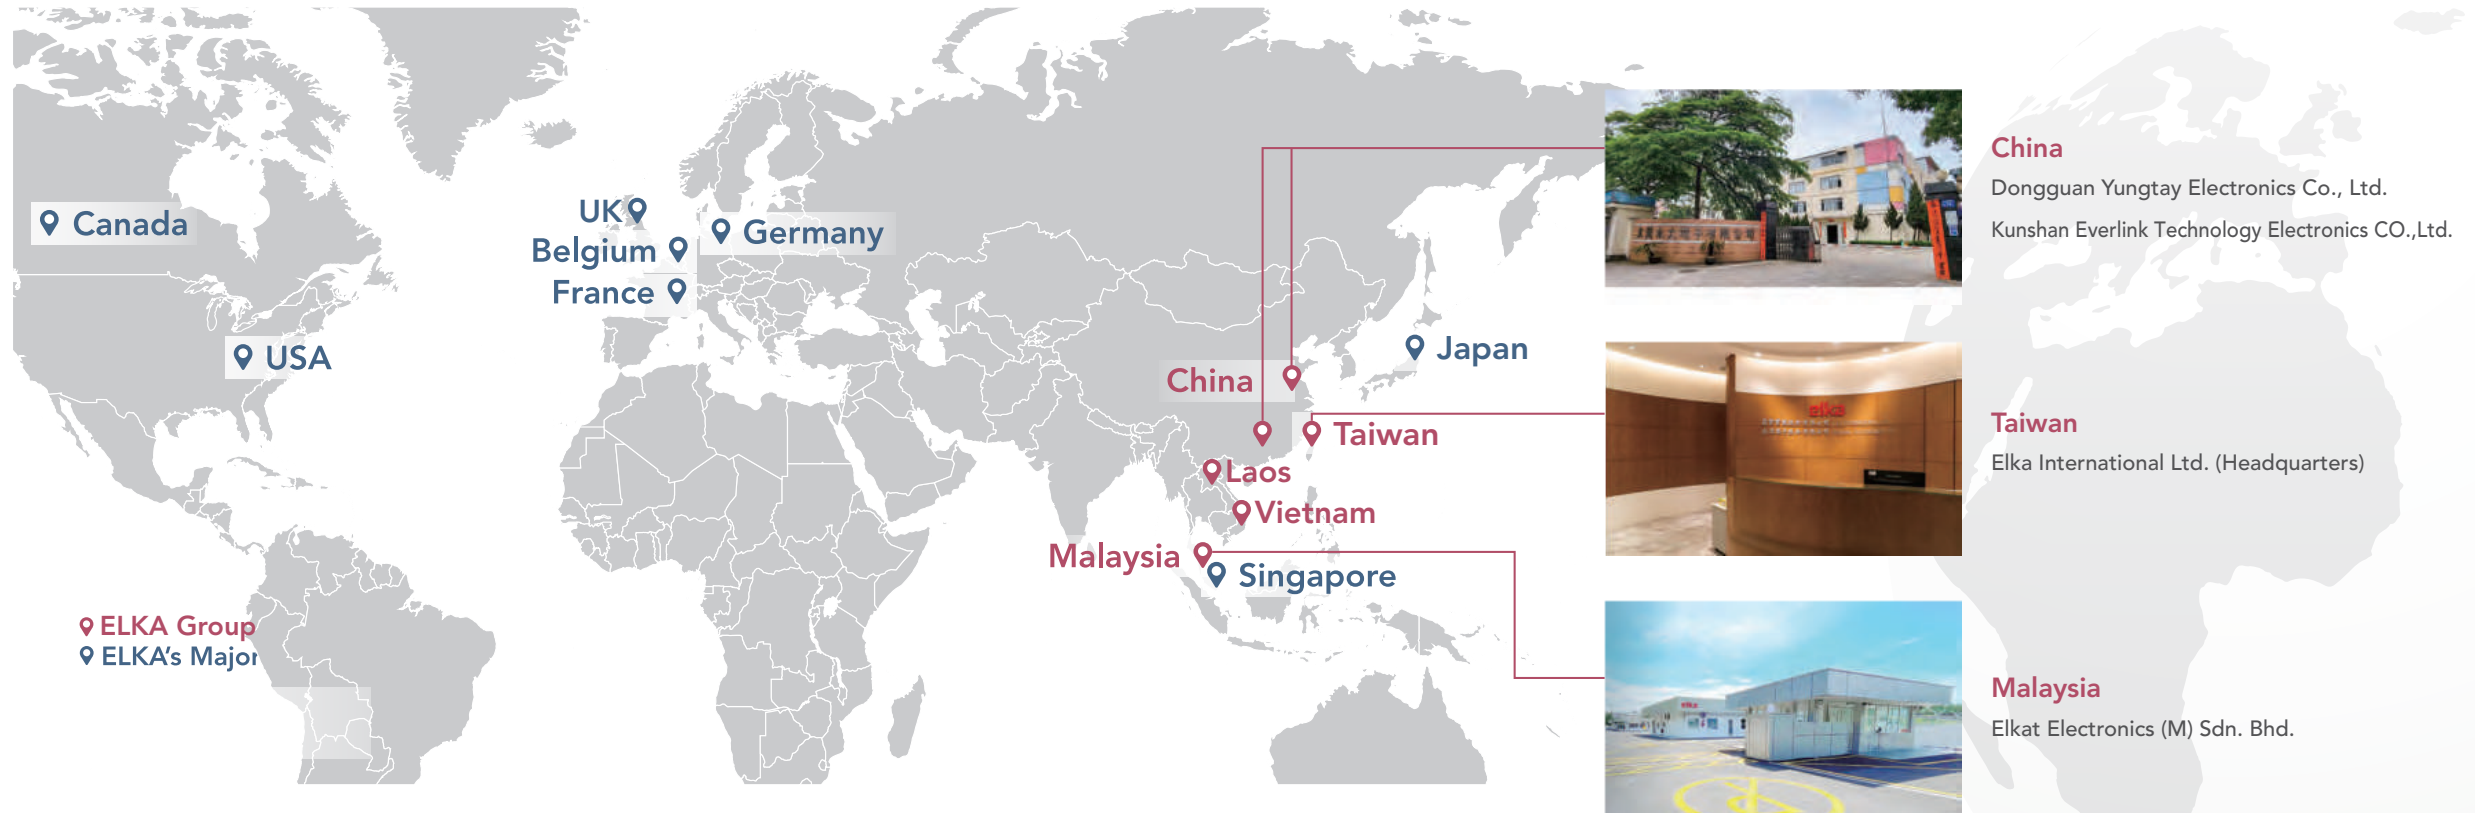 Canada
USA
UK
Belgium
France
Germany
Japan
China
Taiwan
Laos
Vietnam
Malaysia
Singapore
ELKA Group
ELKA's Major
elka
elka
China
Dongguan Yungtay Electronics Co., Ltd.
Kunshan Everlink Technology Electronics CO.,Ltd.
Taiwan
Elka International Ltd. (Headquarters)
Malaysia
Elkat Electronics (M) Sdn. Bhd.